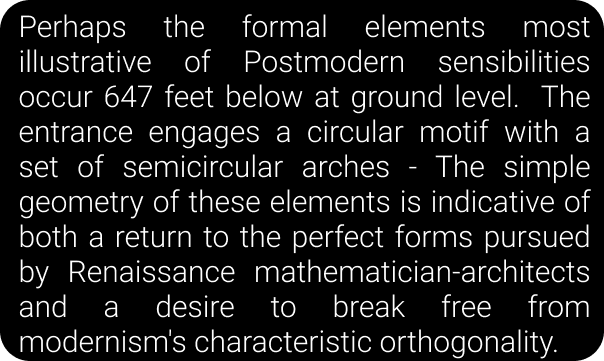 Perhaps the formal elements most
illustrative of Postmodern sensibilities
occur 647 feet below at ground level.  The
entrance engages a circular motif with a
set of semicircular arches - The simple
geometry of these elements is indicative of
both a return to the perfect forms pursued
by Renaissance mathematician-architects
and a desire to break free from
modernism's characteristic orthogonality.